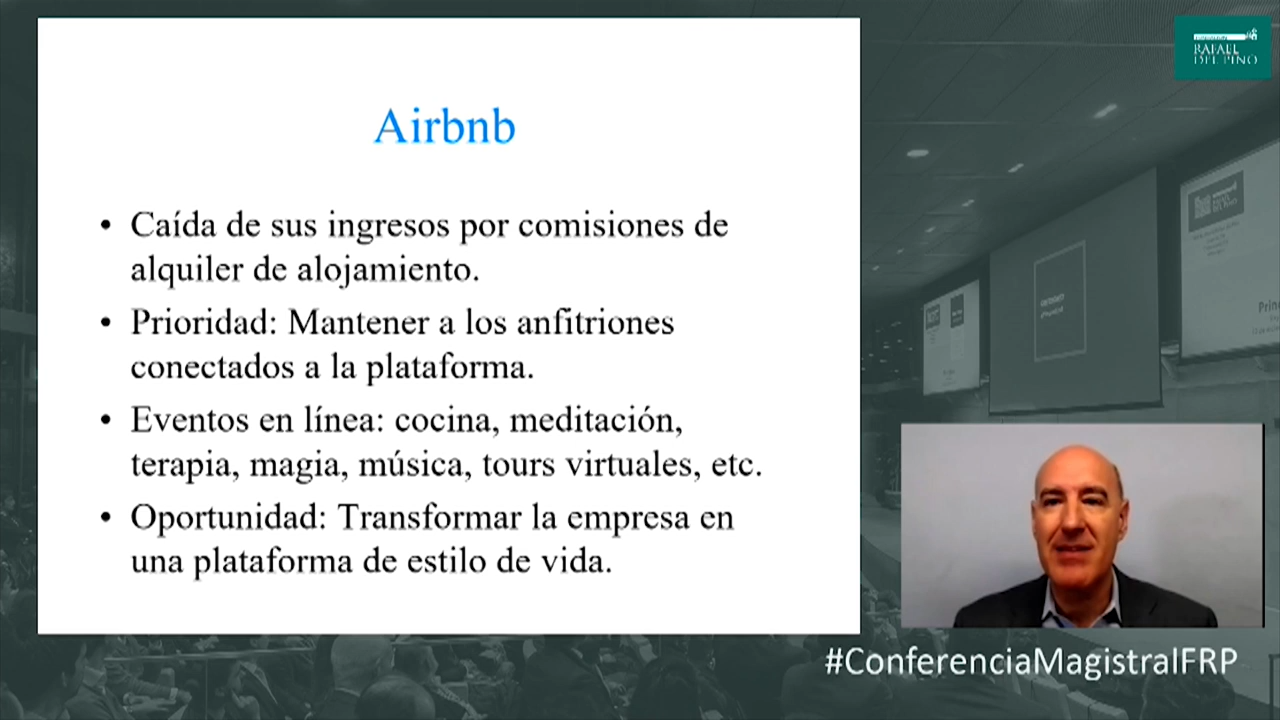 Airbnb
• Caída de sus ingresos por comisiones de
alquiler de alojamiento.
• Prioridad: Mantener a los anfitriones
conectados a la plataforma.
• Eventos en línea: cocina, meditación,
terapia, magia, música, tours virtuales, etc.
• Oportunidad: Transformar la empresa en
una plataforma de estilo de vida.
RAFAEL
DEL PINO
#ConferenciaMagistralFRP